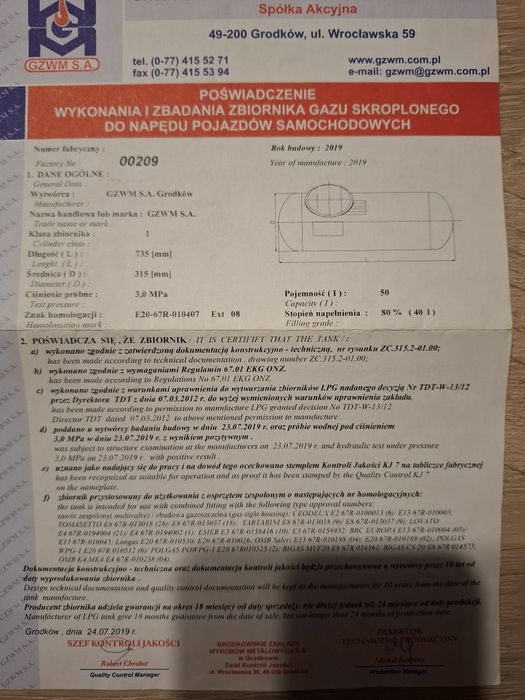 Spółka Akcyjna
GZWM S.A.
49-200 Grodków, ul. Wrocławska 59
tel. (0-77) 415 52 71
fax (0-77) 415 53 94
www.gzwm.com.pl
e-mail: gzwm@gzwm.com.pl
POŚWIADCZENIE
WYKONANIA I ZBADANIA ZBIORNIKA GAZU SKROPLONEGO
DO NAPĘDU POJAZDÓW SAMOCHODOWYCH
Numer fabryczny :
Factory No : 00209
Rok budowy : 2019
Year of manufacture : 2019
1. DANE OGÓLNE :
General Data :
Wytwórca : GZWM S.A. Grodków
Manufacturer :
Nazwa handlowa lub marka : GZWM S.A.
Trade name or mark :
Klasa zbiornika : 1
Cylinder class :
Długość ( L ) : 735 [mm]
Lenght ( L ) :
Średnica ( D ) : 315 [mm]
Diameter ( D ) :
Ciśnienie próbne : 3,0 MPa
Test pressure :
Znak homologacji : E20-67R-010407 Ext 08
Homologation mark :
Pojemność ( l ) : 50
Capacity ( l ) :
Stopień napełnienia : 80 % ( 40 l )
Filling grade :
2. POŚWIADCZA SIĘ, ŻE ZBIORNIK / IT IS CERTIFIFT THAT THE TANK / :
a) wykonano zgodnie z zatwierdzoną dokumentacją konstrukcyjno - techniczną, nr rysunku ZC.315.2-01.00;
has been made according to technical documentation , drawing number ZC.315.2-01.00;
b) wykonano zgodnie z wymaganiami Regulamin 67.01 EKG ONZ.
has been made according to Regulations No 67.01 EKG ONZ.
c) wykonano zgodnie z warunkami uprawnienia do wytwarzania zbiorników LPG nadanego decyzją Nr TDT-W-13/12
przez Dyrektora TDT z dnia 07.03.2012 r. do wyżej wymienionych warunków uprawnienia zakładu.
has been made according to permission to manufacture LPG granted decision No TDT-W-13/12
Director TDT dated 07.03.2012 to above mentioned permission to manufacture.
d) poddano u wytwórcy badaniu budowy w dniu 23.07.2019 r. oraz próbie wodnej pod ciśnieniem
3,0 MPa w dniu 23.07.2019 r. z wynikiem pozytywnym .
was subject to structure examination at the manufacturers on 23.07.2019 r. and hydraulic test under pressure
3,0 MPa on 23.07.2019 r. with positive result .
e) uznano jako nadający się do pracy i na dowód tego ocechowano stemplem Kontroli Jakości KJ 7 na tabliczce fabrycznej
has been recognized as suitable for operation and as proof it has been stamped by the Quality Control KJ 7
on the nameplate.
f) zbiornik przystosowany do użytkowania z osprzętem zespolonym o następujących nr homologacyjnych:
the tank is intended for use with combined fitting with the following type approval numbers:
Dokumentacja konstrukcyjno - techniczna oraz dokumentacja kontroli jakości będzie przechowywana u wytwórcy przez 10 lat od
daty wyprodukowania zbiornika .
Design technical documentation and quality control documentation will be kept at the manufacturers for 10 years from the date of the
tank manufacture.
Producent zbiornika udziela gwarancji na okres 18 miesięcy od daty sprzedaży, nie dłużej jednak niż 24 miesiące od daty produkcji.
Manufacturer of LPG tank give 18 months guarantee from the date of sale, but not longer than 24 months of production date.
Grodków , dnia 24.07.2019 r.
SZEF KONTROLI JAKOŚCI
Robert Chrobot
Quality Control Manager
GRODKOWSKIE ZAKŁADY
WYROBÓW METALOWYCH S.A.
w Grodkowie
Dział Kontroli Jakości
ul. Wrocławska 59, 49-200 Grodków
DIREKTOR
Production Manager